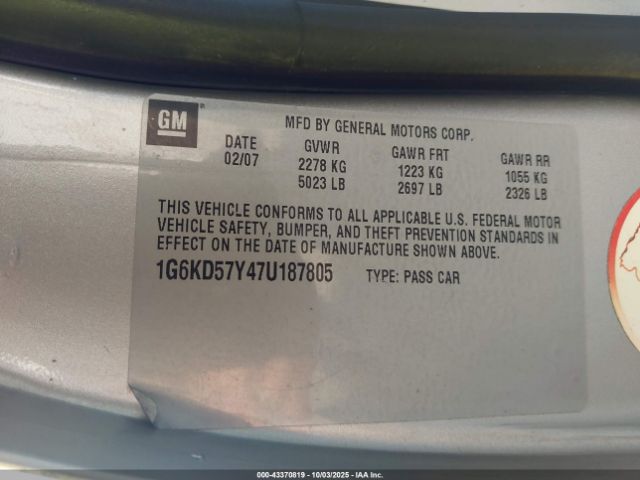 GM
MFD BY GENERAL MOTORS CORP.
DATE GVWR GAWR FRT GAWR RR
02/07 2278 KG 1223 KG 1055 KG
5023 LB 2697 LB 2326 LB
THIS VEHICLE CONFORMS TO ALL APPLICABLE U.S. FEDERAL MOTOR
VEHICLE SAFETY, BUMPER, AND THEFT PREVENTION STANDARDS IN
EFFECT ON THE DATE OF MANUFACTURE SHOWN ABOVE.
1G6KD57Y47U187805 TYPE: PASS CAR
000-43370819 - 10/03/2025 - IAA Inc.